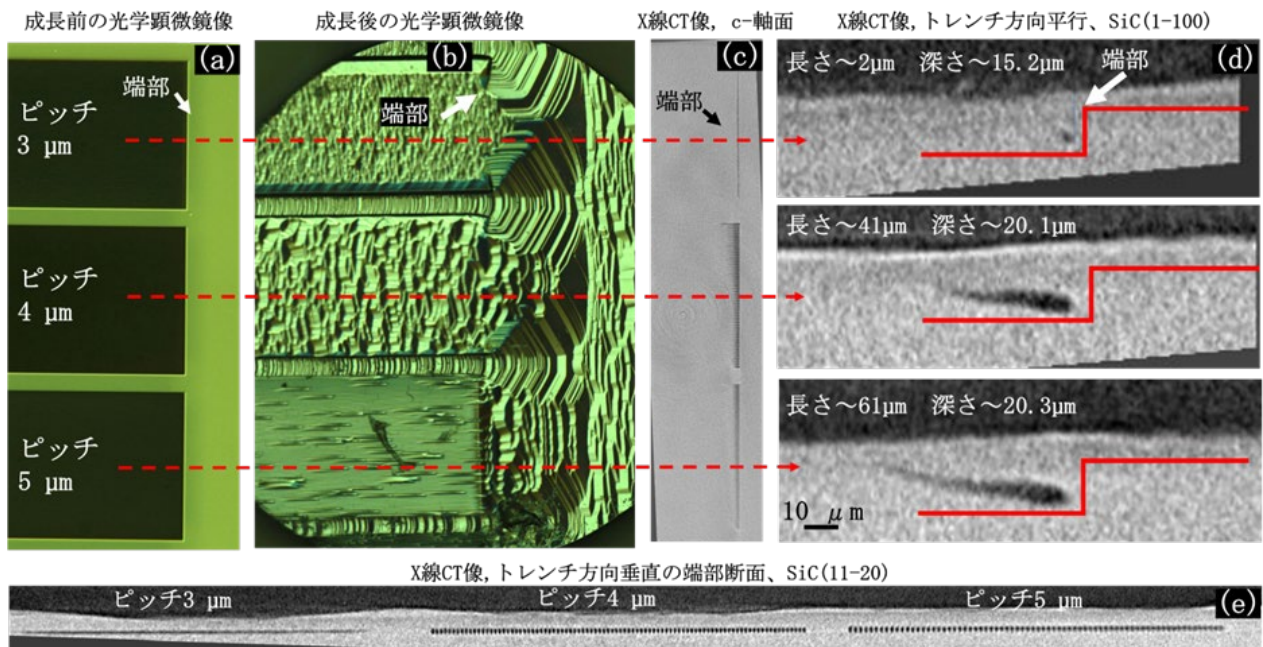 成長前の光学顕微鏡像
成長後の光学顕微鏡像
X線CT像, c-軸面
X線CT像,トレンチ方向平行、SiC(1-100)
(a)
端部
ピッチ
3 μm
ピッチ
4 μm
ピッチ
5 μm
(b)
端部
(c)
端部
(d)
長さ~2μm 深さ~15.2μm
端部
長さ~41μm 深さ~20.1μm
長さ~61μm 深さ~20.3μm
10 μm
X線CT像,トレンチ方向垂直の端部断面、SiC(11-20)
ピッチ3 μm
ピッチ4 μm
ピッチ5 μm
(e)